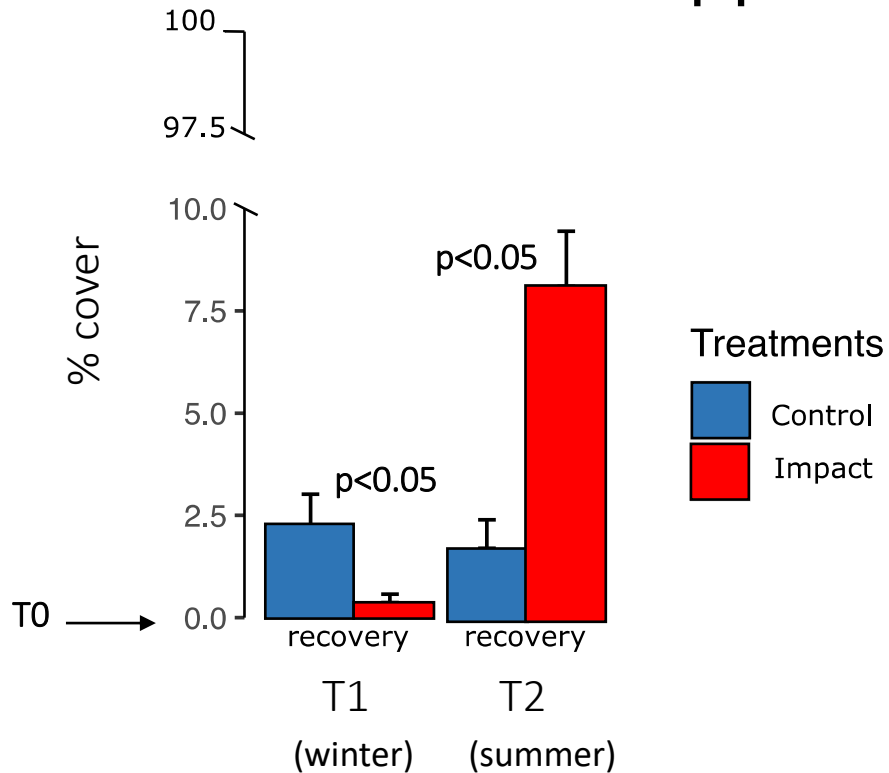 100
97.5
10.0
% cover
p<0.05
7.5
Treatments
5.0
Control
Impact
p<0.05
2.5
T0
0.0
recovery recovery
T1 T2
(winter) (summer)